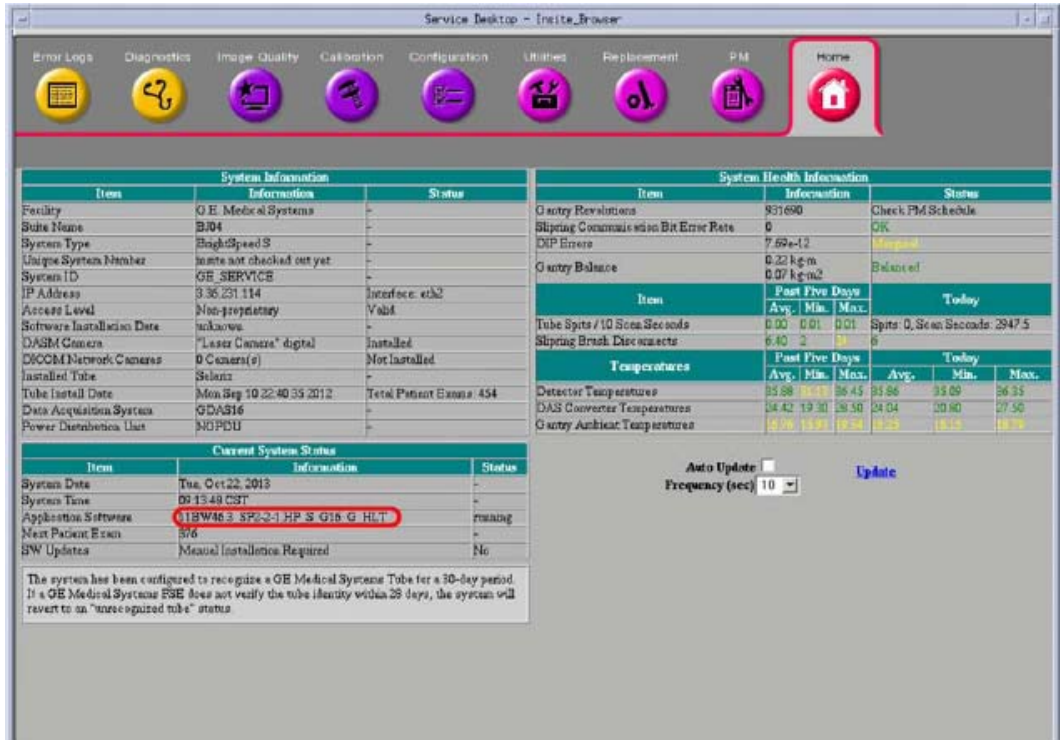 Service Desktop - Insite_Browser
Error Logs Diagnostics Image Quality Calibration Configuration Utilities Replacement PM Home
System Information
Item Information Status
Facility G.E. Medical Systems -
Suite Name BJ04 -
System Type BrightSpeed S -
Unique System Number insite not checked out yet -
System ID GE_SERVICE -
IP Address 3.36.231.114 Interface: eth2
Access Level Non-proprietary Valid
Software Installation Date unknown -
DASM Camera "Laser Camera" digital Installed
DICOM Network Cameras 0 Camera(s) Not Installed
Installed Tube Solarix -
Tube Install Date Mon Sep 10 22:40:35 2012 Total Patient Exams: 454
Data Acquisition System GDAS16 -
Power Distribution Unit NOPDU -
Current System Status
Item Information Status
System Date Tue, Oct 22, 2013 -
System Time 09:13:48 CST -
Application Software 11BW46.3_SP2-2-1.HP_S_G16_G_HLT running
Next Patient Exam 376 -
SW Updates Manual Installation Required No
The system has been configured to recognize a GE Medical Systems Tube for a 30-day period.
If a GE Medical Systems FSE does not verify the tube identity within 28 days, the system will
revert to an "unrecognized tube" status
System Health Information
Item Information Status
Gantry Revolutions 931690 Check PM Schedule
Slipring Communication Bit Error Rate 0 OK
DIP Errors 7.69e-12 Marginal
Gantry Balance 0.22 kg-m Balanced
0.07 kg-m2
Item Past Five Days Today
Avg. Min. Max.
Tube Spits / 10 Scan Seconds 0.00 0.01 0.01 Spits: 0, Scan Seconds: 2947.5
Slipring Brush Disconnects 6.40 2 6
Temperatures Past Five Days Today
Avg. Min. Max. Avg. Min. Max.
Detector Temperatures 35.88 36.45 35.86 35.09 36.35
DAS Converter Temperatures 24.42 19.30 28.50 24.04 20.80 27.50
Gantry Ambient Temperatures
Auto Update
Update
Frequency (sec) 10